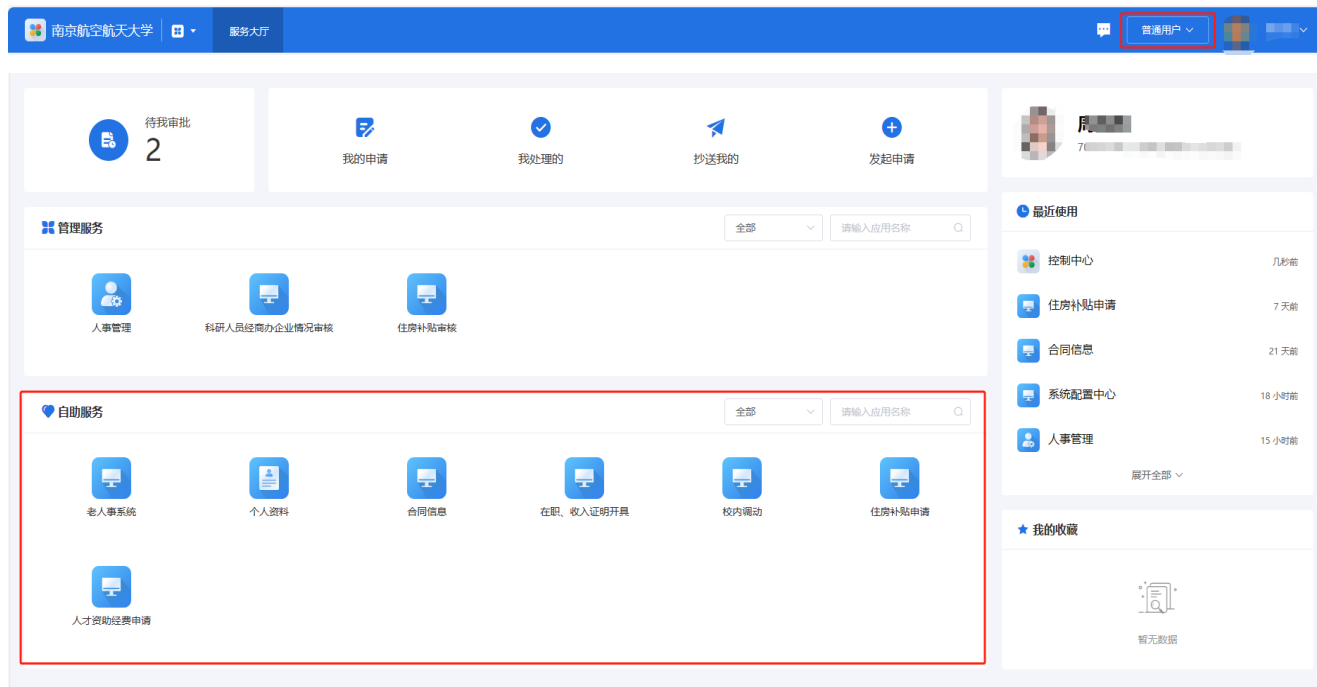 南京航空航天大学
服务大厅
普通用户
待我审批
2
我的申请
我处理的
抄送我的
发起申请
管理服务
全部
请输入应用名称
人事管理
科研人员经商办企业情况审核
住房补贴审核
自助服务
全部
请输入应用名称
老人事系统
个人资料
合同信息
在职、收入证明开具
校内调动
住房补贴申请
人才资助经费申请
最近使用
控制中心
几秒前
住房补贴申请
7 天前
合同信息
21 天前
系统配置中心
18 小时前
人事管理
15 小时前
展开全部
我的收藏
暂无数据